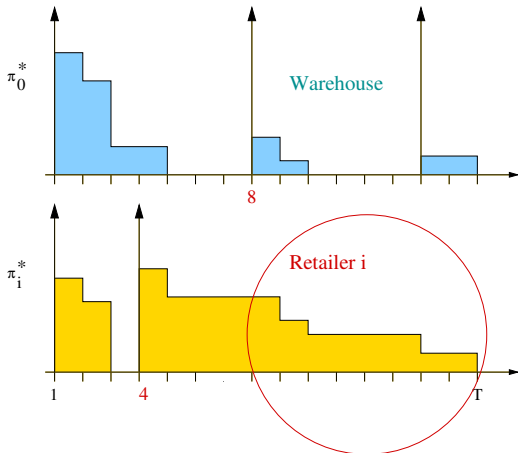 π₀*
Warehouse
8
πᵢ*
Retailer i
1
4
T